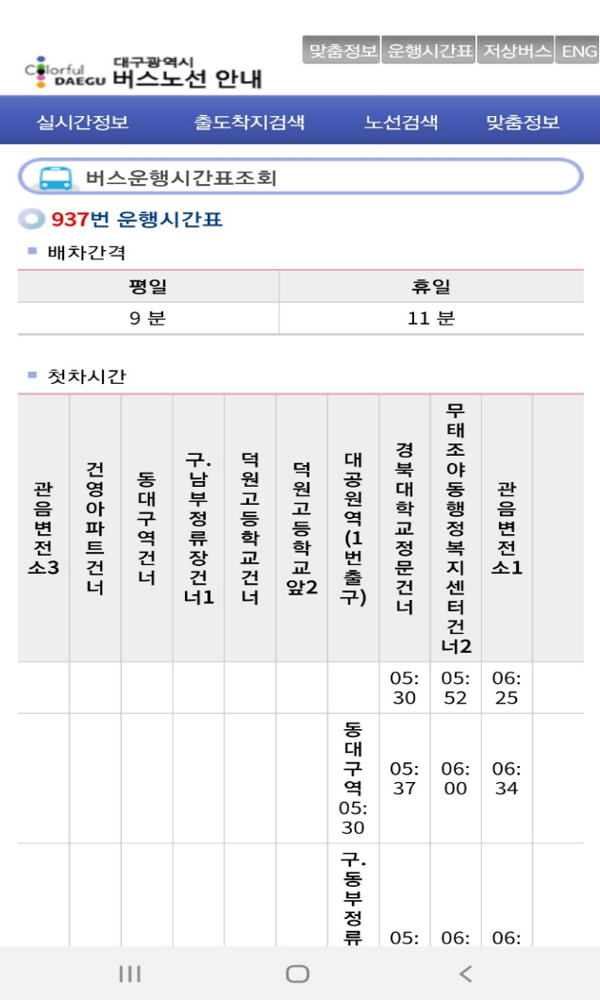 맞춤정보 운행시간표 저상버스 ENG
Colorful DAEGU 대구광역시 버스노선 안내
실시간정보 출도착지검색 노선검색 맞춤정보
버스운행시간표조회
937번 운행시간표
배차간격
평일 휴일
9 분 11 분
첫차시간
관음변전소3
건영아파트건너
동대구역건너
구.남부정류장건너1
덕원고등학교건너
덕원고등학교앞2
대공원역(1번출구)
경북대학교정문건너
무태조야동행정복지센터건너2
관음변전소1
05:30 05:52 06:25
동대구역 05:30 05:37 06:00 06:34
구.동부정류 05: 06: 06: